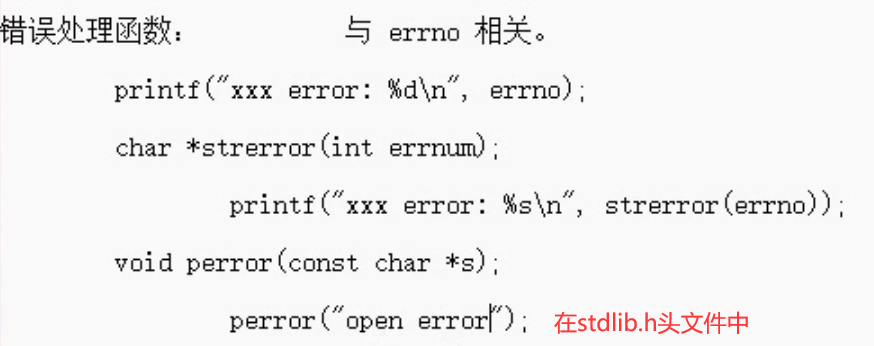 错误处理函数： 与 errno 相关。
printf("xxx error: %d\n", errno);
char *strerror(int errnum);
printf("xxx error: %s\n", strerror(errno));
void perror(const char *s);
perror("open error"); 在stdlib.h头文件中